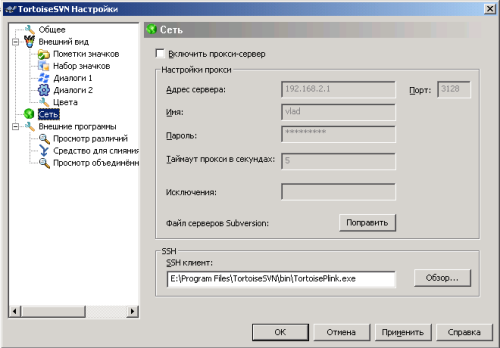 TortoiseSVN Настройки
Общее
Внешний вид
Пометки значков
Набор значков
Диалоги 1
Диалоги 2
Цвета
Сеть
Внешние программы
Просмотр различий
Средство для слияния
Просмотр объединённ
Сеть
Включить прокси-сервер
Настройки прокси
Адрес сервера: 192.168.2.1 Порт: 3128
Имя: vlad
Пароль: *********
Таймаут прокси в секундах: 5
Исключения:
Файл серверов Subversion: Поправить
SSH
SSH клиент:
E:\Program Files\TortoiseSVN\bin\TortoisePlink.exe Обзор...
OK Отмена Применить Справка